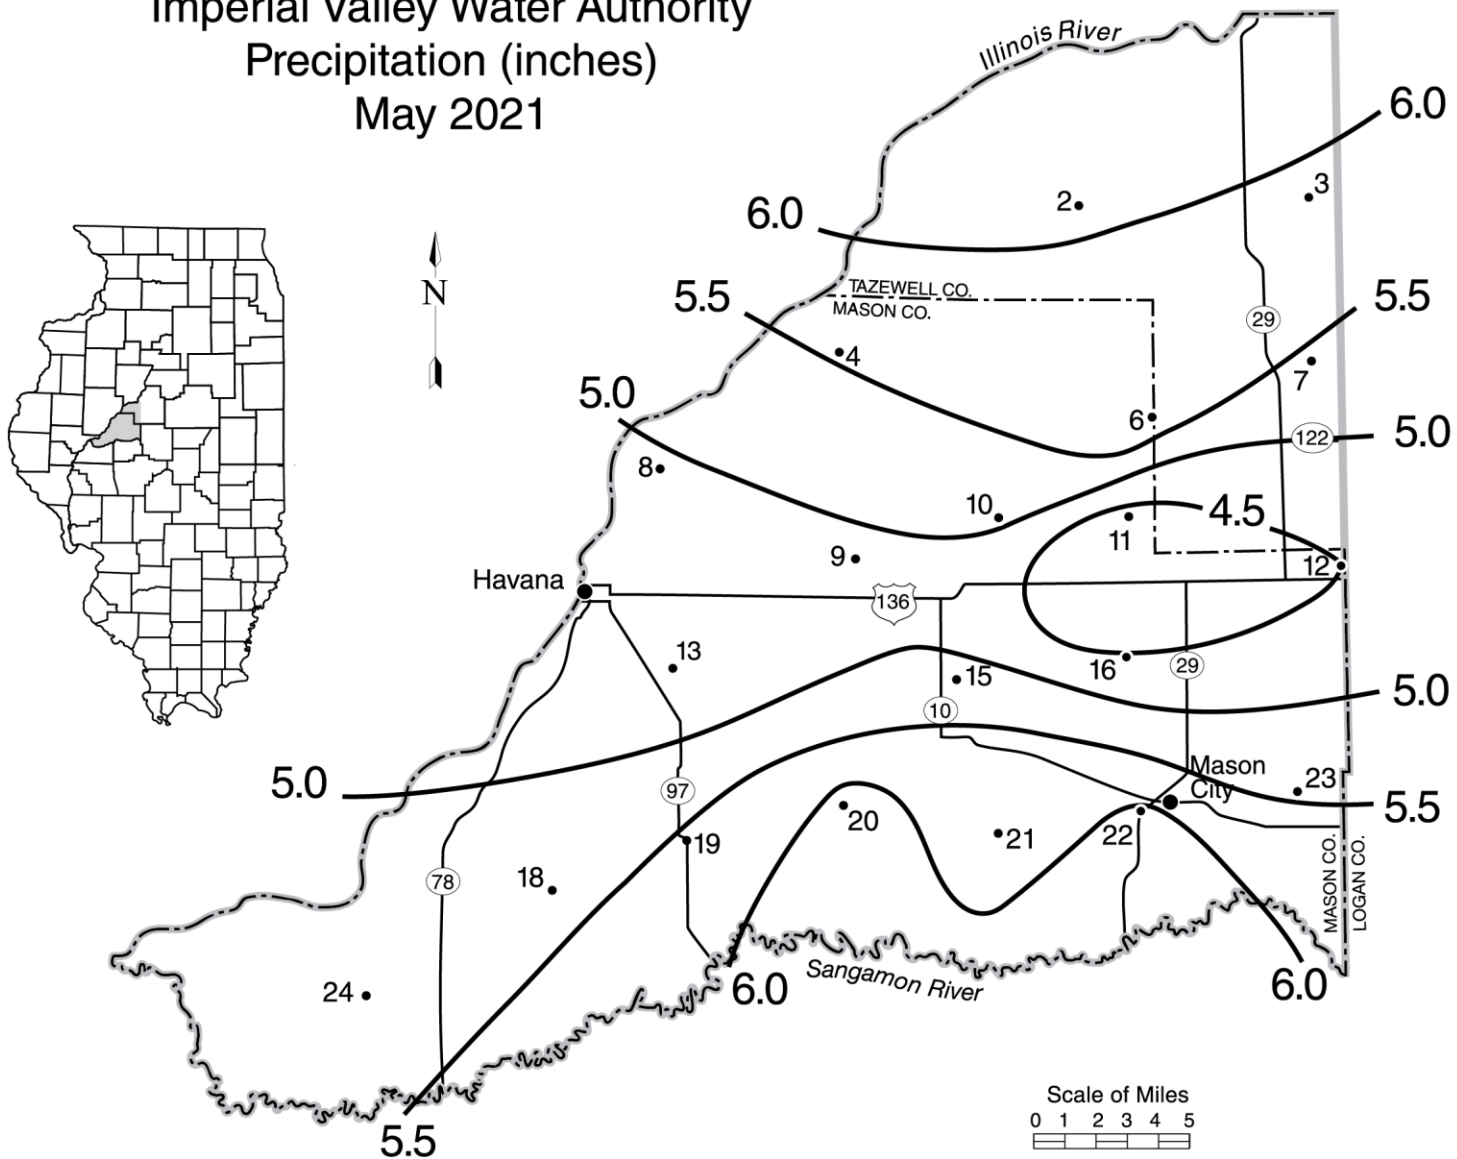 Imperial Valley Water Authority
Precipitation (inches)
May 2021
Illinois River
6.0
3
2
6.0
N
TAZEWELL CO.
MASON CO.
5.5
5.5
29
4
7
5.0
6
122
5.0
8
10
4.5
11
9
12
Havana
136
13
16
29
15
10
5.0
5.0
Mason
City
23
97
5.5
20
21
22
19
78
18
MASON CO.
LOGAN CO.
24
Sangamon River
6.0
6.0
5.5
Scale of Miles
0 1 2 3 4 5